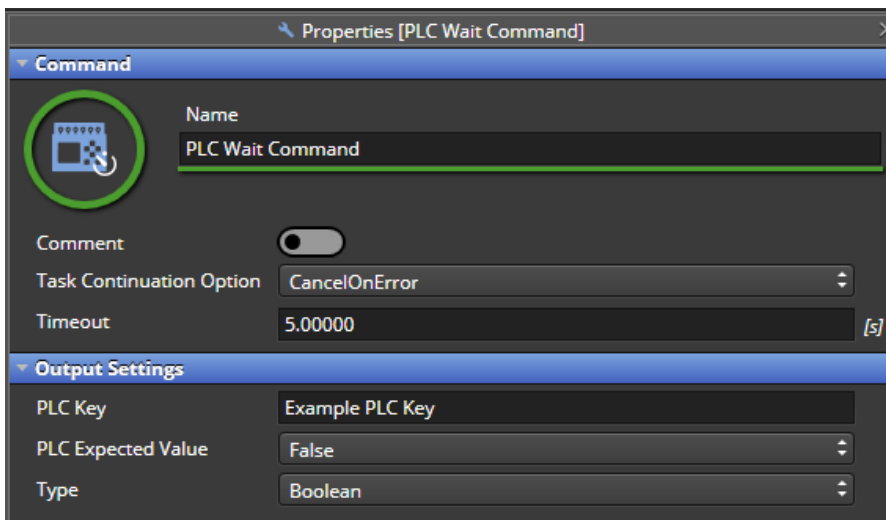 Properties [PLC Wait Command]
Command
Name
PLC Wait Command
Comment
Task Continuation Option CancelOnError
Timeout 5.00000 [s]
Output Settings
PLC Key Example PLC Key
PLC Expected Value False
Type Boolean